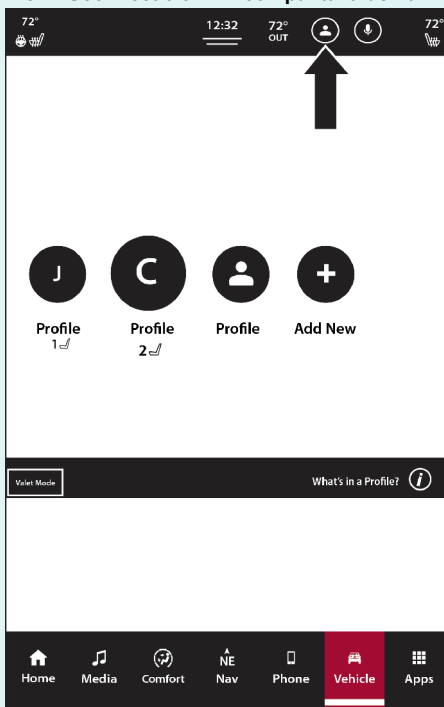 72°
12:32
72°
OUT
72°
J
C
Profile
1
Profile
2
Profile
Add New
Valet Mode
What's in a Profile?
i
NE
Home
Media
Comfort
Nav
Phone
Vehicle
Apps